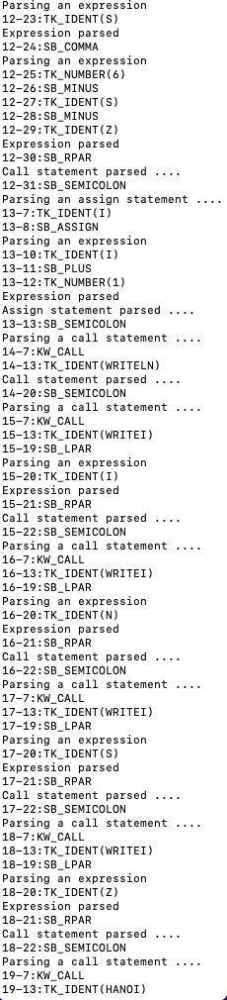 Parsing an expression
12-23:TK_IDENT(S)
Expression parsed
12-24:SB_COMMA
Parsing an expression
12-25:TK_NUMBER(6)
12-26:SB_MINUS
12-27:TK_IDENT(S)
12-28:SB_MINUS
12-29:TK_IDENT(Z)
Expression parsed
12-30:SB_RPAR
Call statement parsed ....
12-31:SB_SEMICOLON
Parsing an assign statement ....
13-7:TK_IDENT(I)
13-8:SB_ASSIGN
Parsing an expression
13-10:TK_IDENT(I)
13-11:SB_PLUS
13-12:TK_NUMBER(1)
Expression parsed
Assign statement parsed ....
13-13:SB_SEMICOLON
Parsing a call statement ....
14-7:KW_CALL
14-13:TK_IDENT(WRITELN)
Call statement parsed ....
14-20:SB_SEMICOLON
Parsing a call statement ....
15-7:KW_CALL
15-13:TK_IDENT(WRITEI)
15-19:SB_LPAR
Parsing an expression
15-20:TK_IDENT(I)
Expression parsed
15-21:SB_RPAR
Call statement parsed ....
15-22:SB_SEMICOLON
Parsing a call statement ....
16-7:KW_CALL
16-13:TK_IDENT(WRITEI)
16-19:SB_LPAR
Parsing an expression
16-20:TK_IDENT(N)
Expression parsed
16-21:SB_RPAR
Call statement parsed ....
16-22:SB_SEMICOLON
Parsing a call statement ....
17-7:KW_CALL
17-13:TK_IDENT(WRITEI)
17-19:SB_LPAR
Parsing an expression
17-20:TK_IDENT(S)
Expression parsed
17-21:SB_RPAR
Call statement parsed ....
17-22:SB_SEMICOLON
Parsing a call statement ....
18-7:KW_CALL
18-13:TK_IDENT(WRITEI)
18-19:SB_LPAR
Parsing an expression
18-20:TK_IDENT(Z)
Expression parsed
18-21:SB_RPAR
Call statement parsed ....
18-22:SB_SEMICOLON
Parsing a call statement ....
19-7:KW_CALL
19-13:TK_IDENT(HANOI)